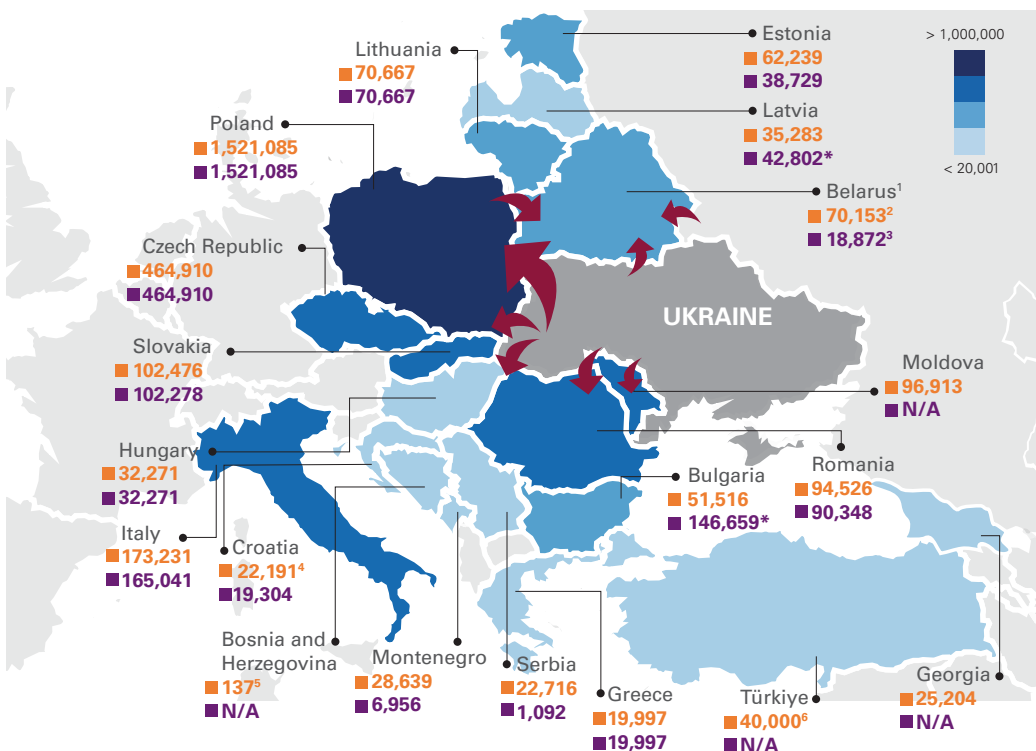 Estonia
62,239
38,729
> 1,000,000
< 20,001
Lithuania
70,667
70,667
Latvia
35,283
42,802*
Poland
1,521,085
1,521,085
Belarus¹
70,153²
18,872³
Czech Republic
464,910
464,910
UKRAINE
Slovakia
102,476
102,278
Moldova
96,913
N/A
Hungary
32,271
32,271
Romania
94,526
90,348
Bulgaria
51,516
146,659*
Italy
173,231
165,041
Croatia
22,191⁴
19,304
Bosnia and
Herzegovina
137⁵
N/A
Montenegro
28,639
6,956
Serbia
22,716
1,092
Greece
19,997
19,997
Türkiye
40,000⁶
N/A
Georgia
25,204
N/A